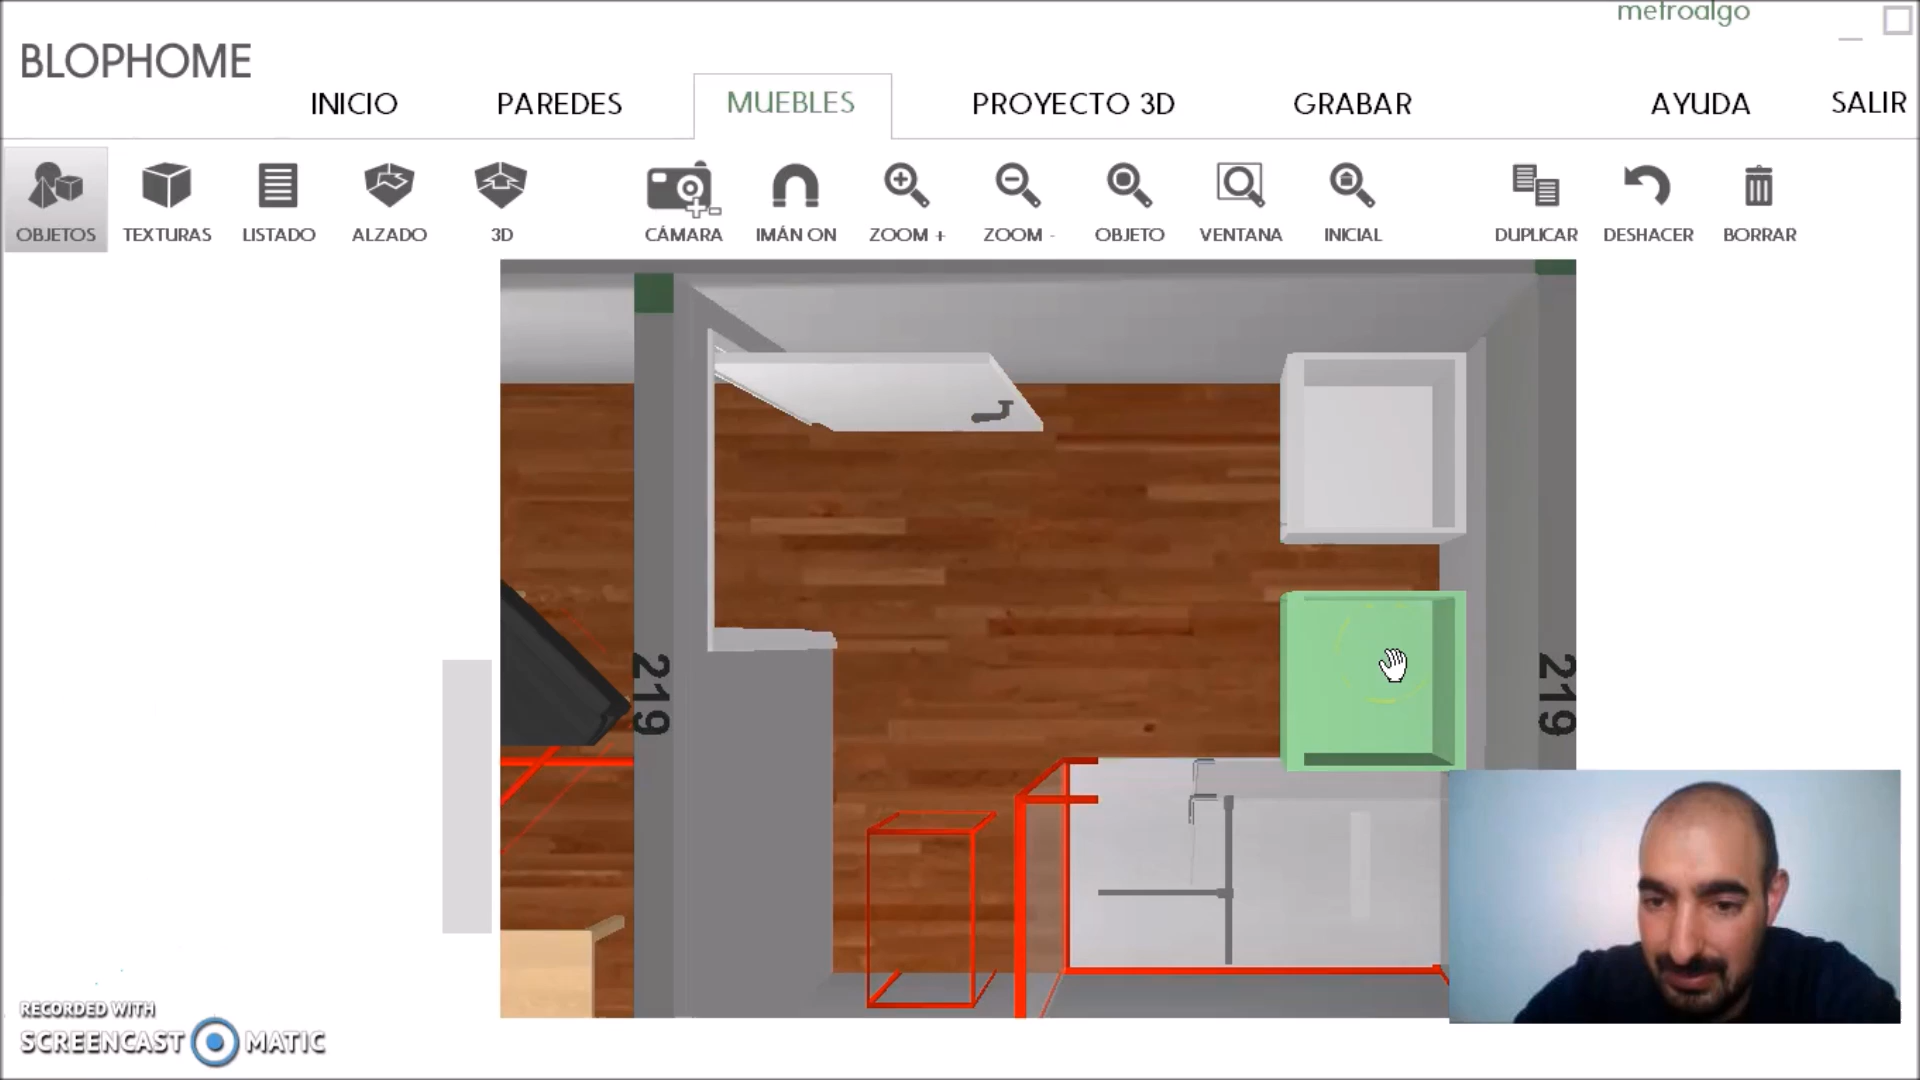 metroalgo
BLOPHOME
INICIO
PAREDES
MUEBLES
PROYECTO 3D
GRABAR
AYUDA
SALIR
OBJETOS
TEXTURAS
LISTADO
ALZADO
3D
CÁMARA
IMÁN ON
ZOOM +
ZOOM -
OBJETO
VENTANA
INICIAL
DUPLICAR
DESHACER
BORRAR
219
219
RECORDED WITH
SCREENCAST MATIC